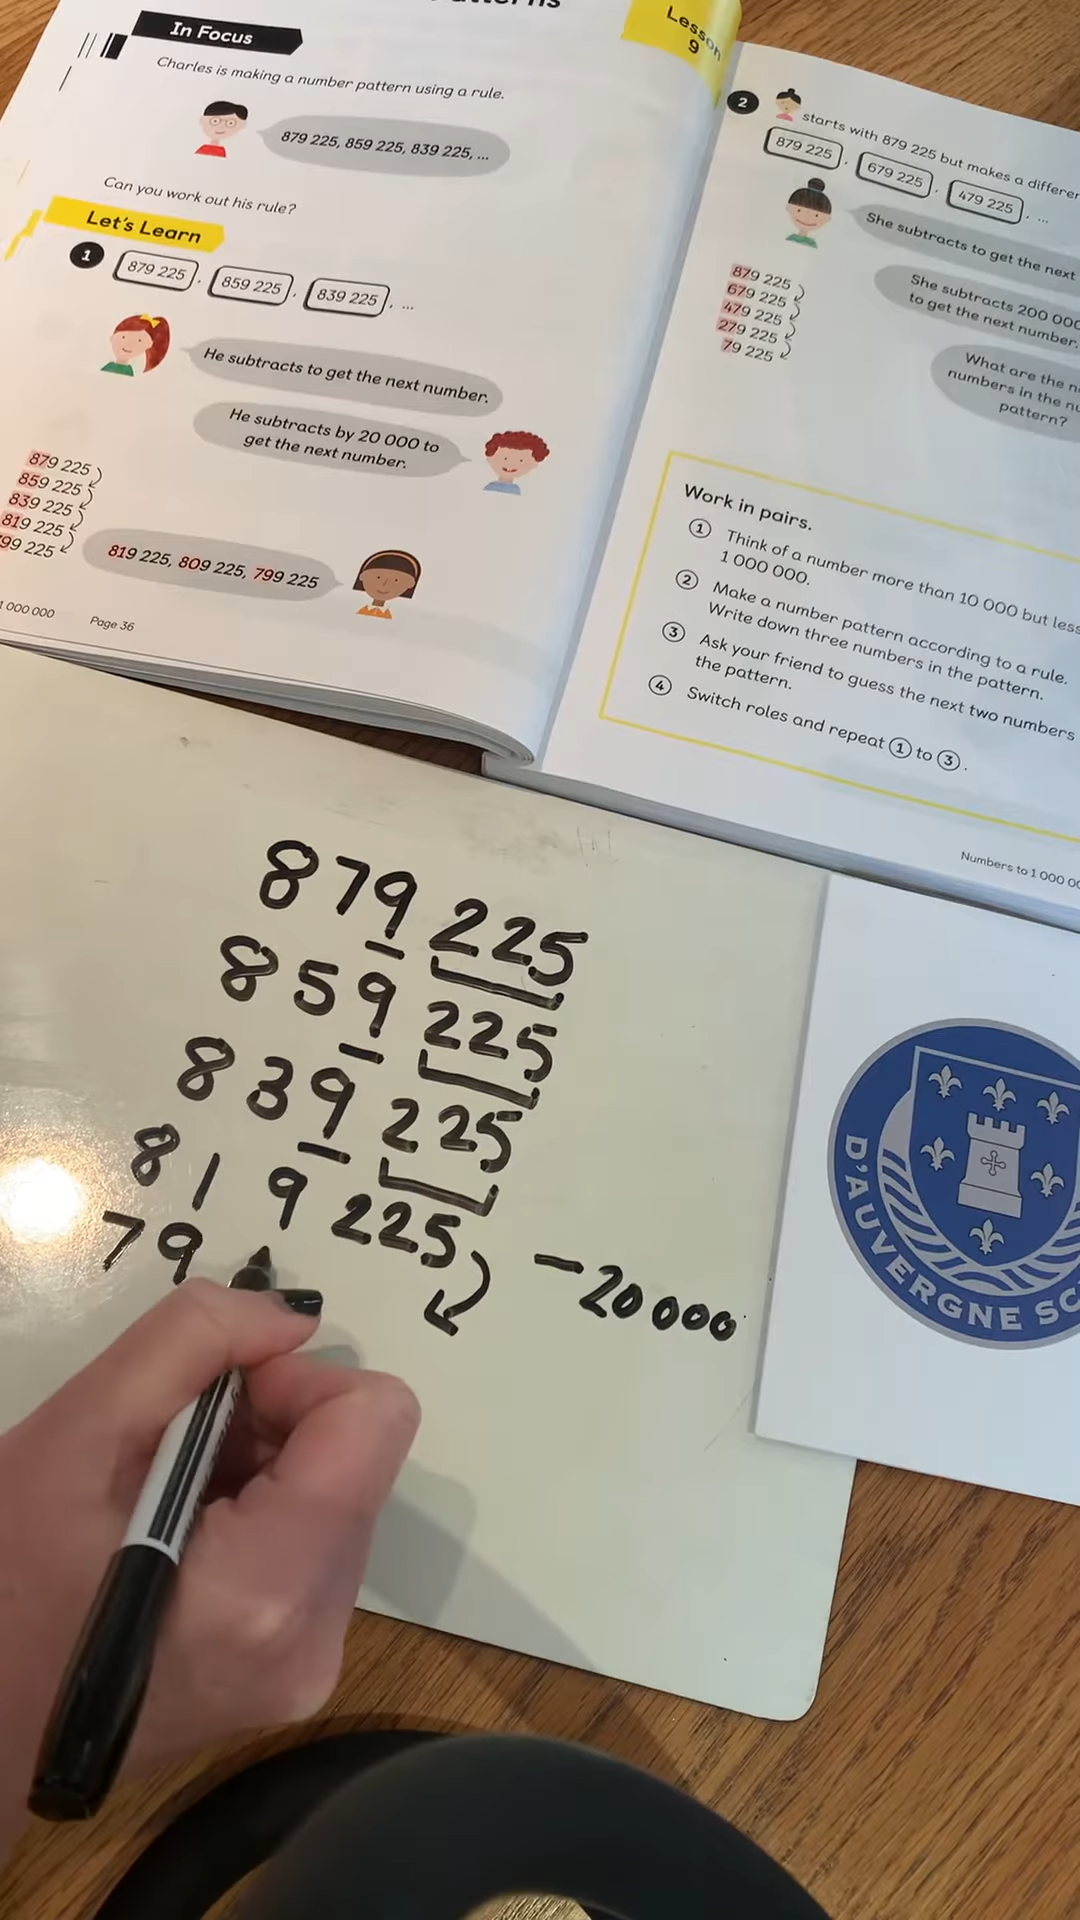 Lesson
9
In Focus
Charles is making a number pattern using a rule.
879 225, 859 225, 839 225, ...
Can you work out his rule?
Let's Learn
1
879 225, 859 225, 839 225, ...
He subtracts to get the next number.
He subtracts by 20 000 to
get the next number.
879 225
859 225
839 225
819 225
99 225
819 225, 809 225, 799 225
1 000 000
Page 36
2
starts with 879 225 but makes a differe
879 225, 679 225, 479 225, ...
She subtracts to get the next
She subtracts 200 000
to get the next number.
879 225
679 225
479 225
279 225
79 225
What are the n
numbers in the nu
pattern?
Work in pairs.
1 Think of a number more than 10 000 but less
1 000 000.
2 Make a number pattern according to a rule.
Write down three numbers in the pattern.
3 Ask your friend to guess the next two numbers
the pattern.
4 Switch roles and repeat 1 to 3.
Numbers to 1 000 00
879 225
859 225
839 225
819 225
79
-20000
D'AUVERGNE SC